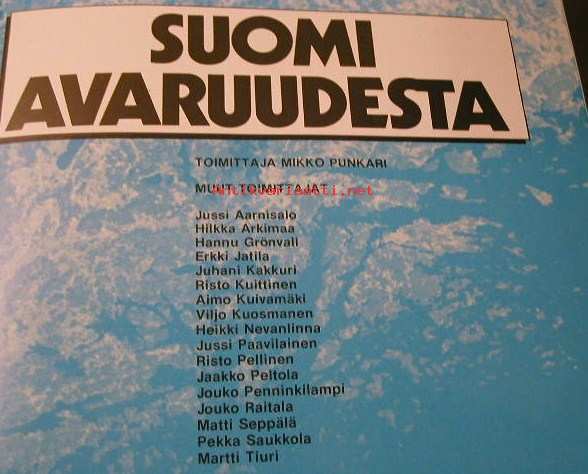 SUOMI
AVARUUDESTA
TOIMITTAJA MIKKO PUNKARI
MUUT TOIMITTAJAT
Jussi Aarnisalo
Hilkka Arkimaa
Hannu Grönvall
Erkki Jatila
Juhani Kakkuri
Risto Kuittinen
Aimo Kuivamäki
Viljo Kuosmanen
Heikki Nevanlinna
Jussi Paavilainen
Risto Pellinen
Jaakko Peltola
Jouko Penninkilampi
Jouko Raitala
Matti Seppälä
Pekka Saukkola
Martti Tiuri